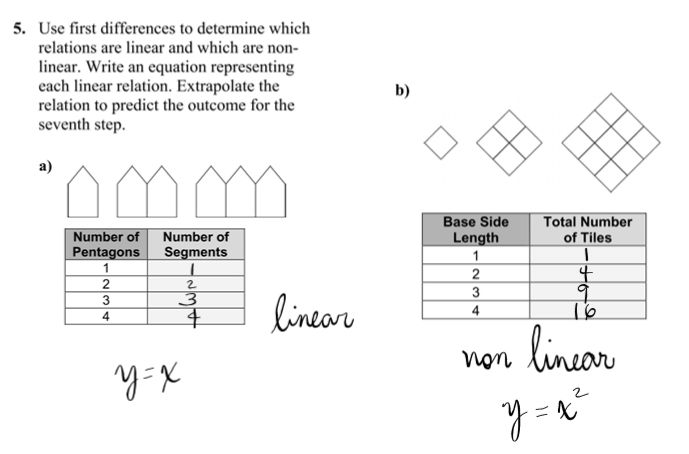 5. Use first differences to determine which
relations are linear and which are non-
linear. Write an equation representing
each linear relation. Extrapolate the
relation to predict the outcome for the
seventh step.
a)
Number of Pentagons Number of Segments
1 1
2 2
3 3
4 4
linear
y=x
b)
Base Side Length Total Number of Tiles
1 1
2 4
3 9
4 16
non linear
y = x²